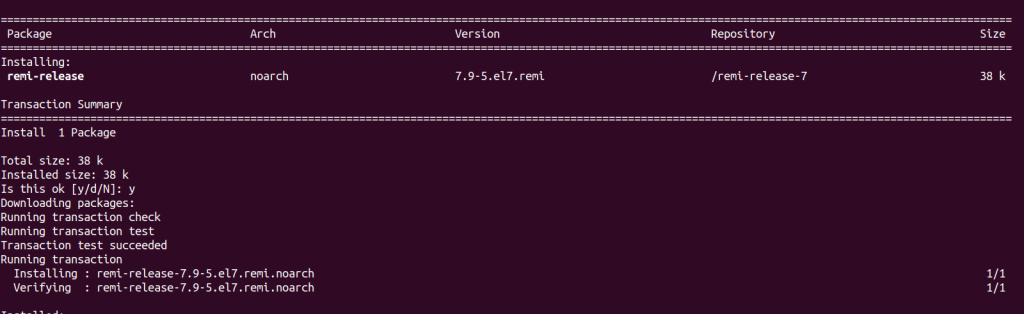 ================================================================================
Package Arch Version Repository Size
================================================================================
Installing:
remi-release noarch 7.9-5.el7.remi /remi-release-7 38 k
Transaction Summary
================================================================================
Install 1 Package
Total size: 38 k
Installed size: 38 k
Is this ok [y/d/N]: y
Downloading packages:
Running transaction check
Running transaction test
Transaction test succeeded
Running transaction
Installing : remi-release-7.9-5.el7.remi.noarch 1/1
Verifying : remi-release-7.9-5.el7.remi.noarch 1/1